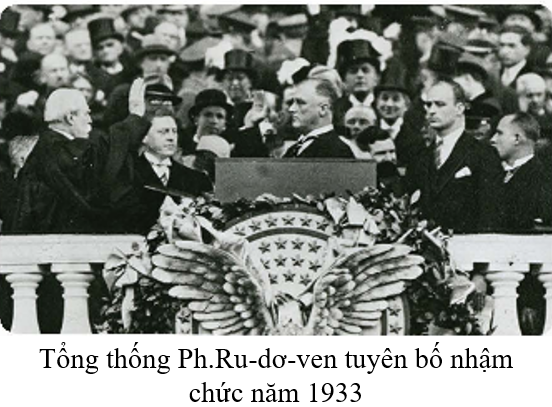 Tổng thống Ph.Ru-dơ-ven tuyên bố nhậm
chức năm 1933